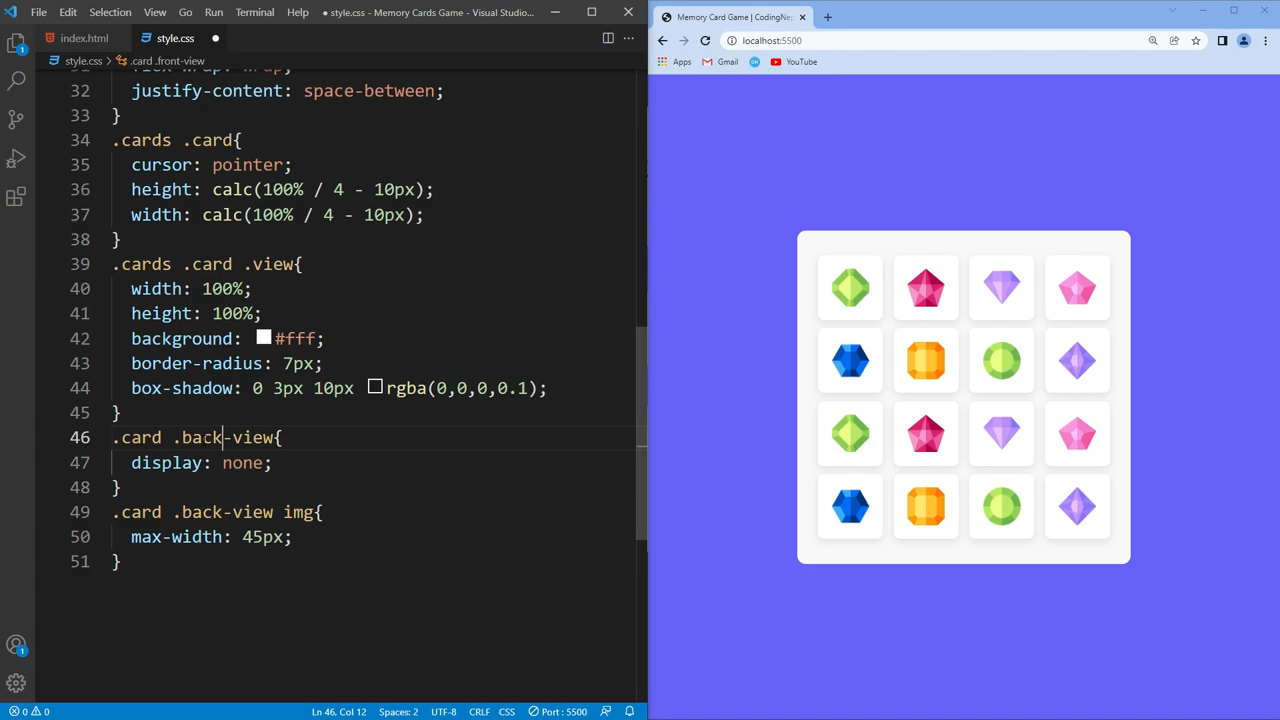 File Edit Selection View Go Run Terminal Help ● style.css - Memory Cards Game - Visual Studio...
index.html style.css ●
style.css > .card .front-view
32 justify-content: space-between;
33 }
34 .cards .card{
35 cursor: pointer;
36 height: calc(100% / 4 - 10px);
37 width: calc(100% / 4 - 10px);
38 }
39 .cards .card .view{
40 width: 100%;
41 height: 100%;
42 background: #fff;
43 border-radius: 7px;
44 box-shadow: 0 3px 10px rgba(0,0,0,0.1);
45 }
46 .card .back-view{
47 display: none;
48 }
49 .card .back-view img{
50 max-width: 45px;
51 }
1
1
0 0 Ln 46, Col 12 Spaces: 2 UTF-8 CRLF CSS Port : 5500
Memory Card Game | CodingNe
localhost:5500
Apps Gmail YouTube